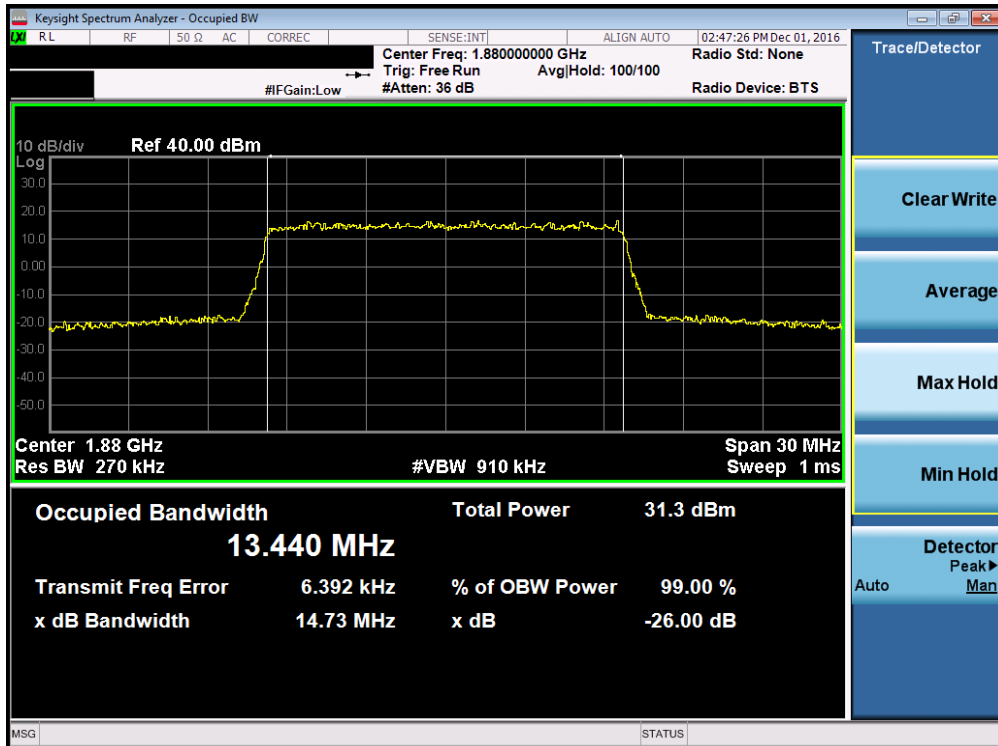 Keysight Spectrum Analyzer - Occupied BW
LXI RL RF 50 Ω AC CORREC SENSE:INT ALIGN AUTO 02:47:26 PM Dec 01, 2016
Center Freq: 1.880000000 GHz Radio Std: None
Trig: Free Run Avg|Hold: 100/100
#IFGain:Low #Atten: 36 dB Radio Device: BTS
10 dB/div Ref 40.00 dBm
Log
30.0
20.0
10.0
0.00
-10.0
-20.0
-30.0
-40.0
-50.0
Center 1.88 GHz Span 30 MHz
Res BW 270 kHz #VBW 910 kHz Sweep 1 ms
Occupied Bandwidth Total Power 31.3 dBm
13.440 MHz
Transmit Freq Error 6.392 kHz % of OBW Power 99.00 %
x dB Bandwidth 14.73 MHz x dB -26.00 dB
Trace/Detector
Clear Write
Average
Max Hold
Min Hold
Detector
Peak▶
Auto Man
MSG STATUS